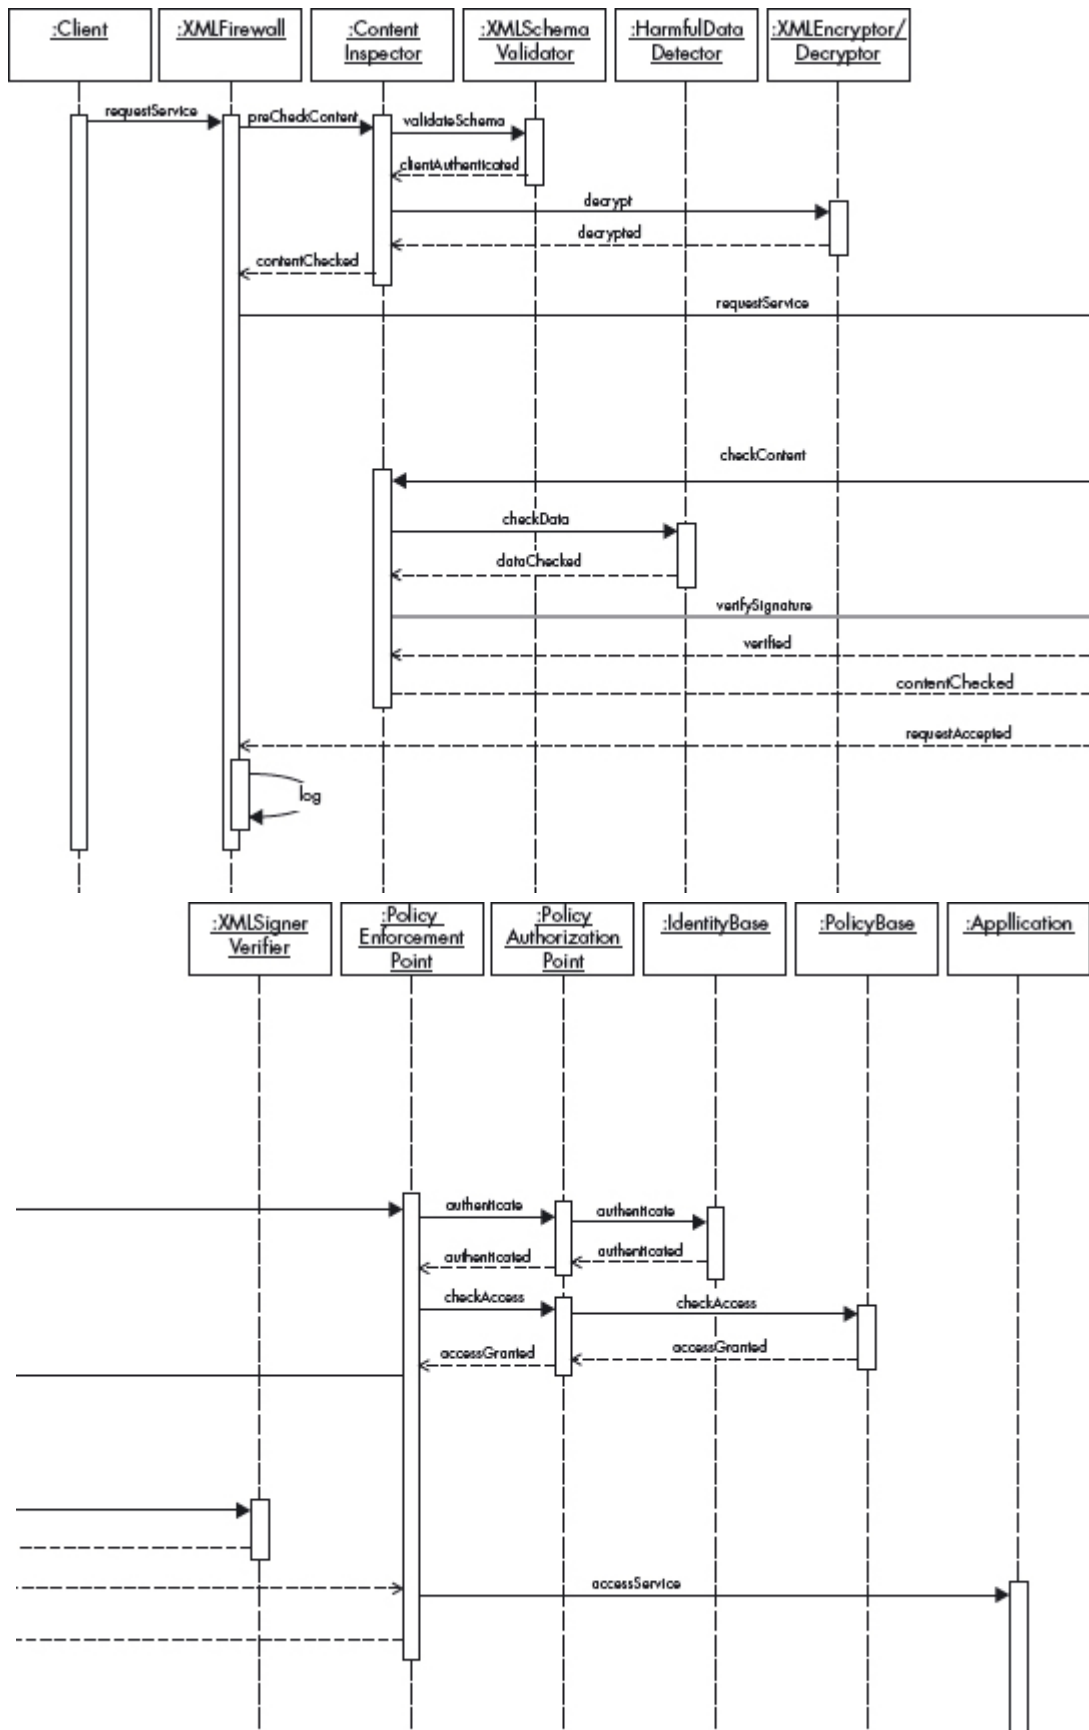 :Client
:XMLFirewall
:Content
Inspector
:XMLSchema
Validator
:HarmfulData
Detector
:XMLEncryptor/
Decryptor
requestService
preCheckContent
validateSchema
clientAuthenticated
decrypt
decrypted
contentChecked
requestService
checkContent
checkData
dataChecked
verifySignature
verified
contentChecked
requestAccepted
log
:XMLSigner
Verifier
:Policy
Enforcement
Point
:Policy
Authorization
Point
:IdentityBase
:PolicyBase
:Appllication
authenticate
authenticate
authenticated
authenticated
checkAccess
checkAccess
accessGranted
accessGranted
accessService